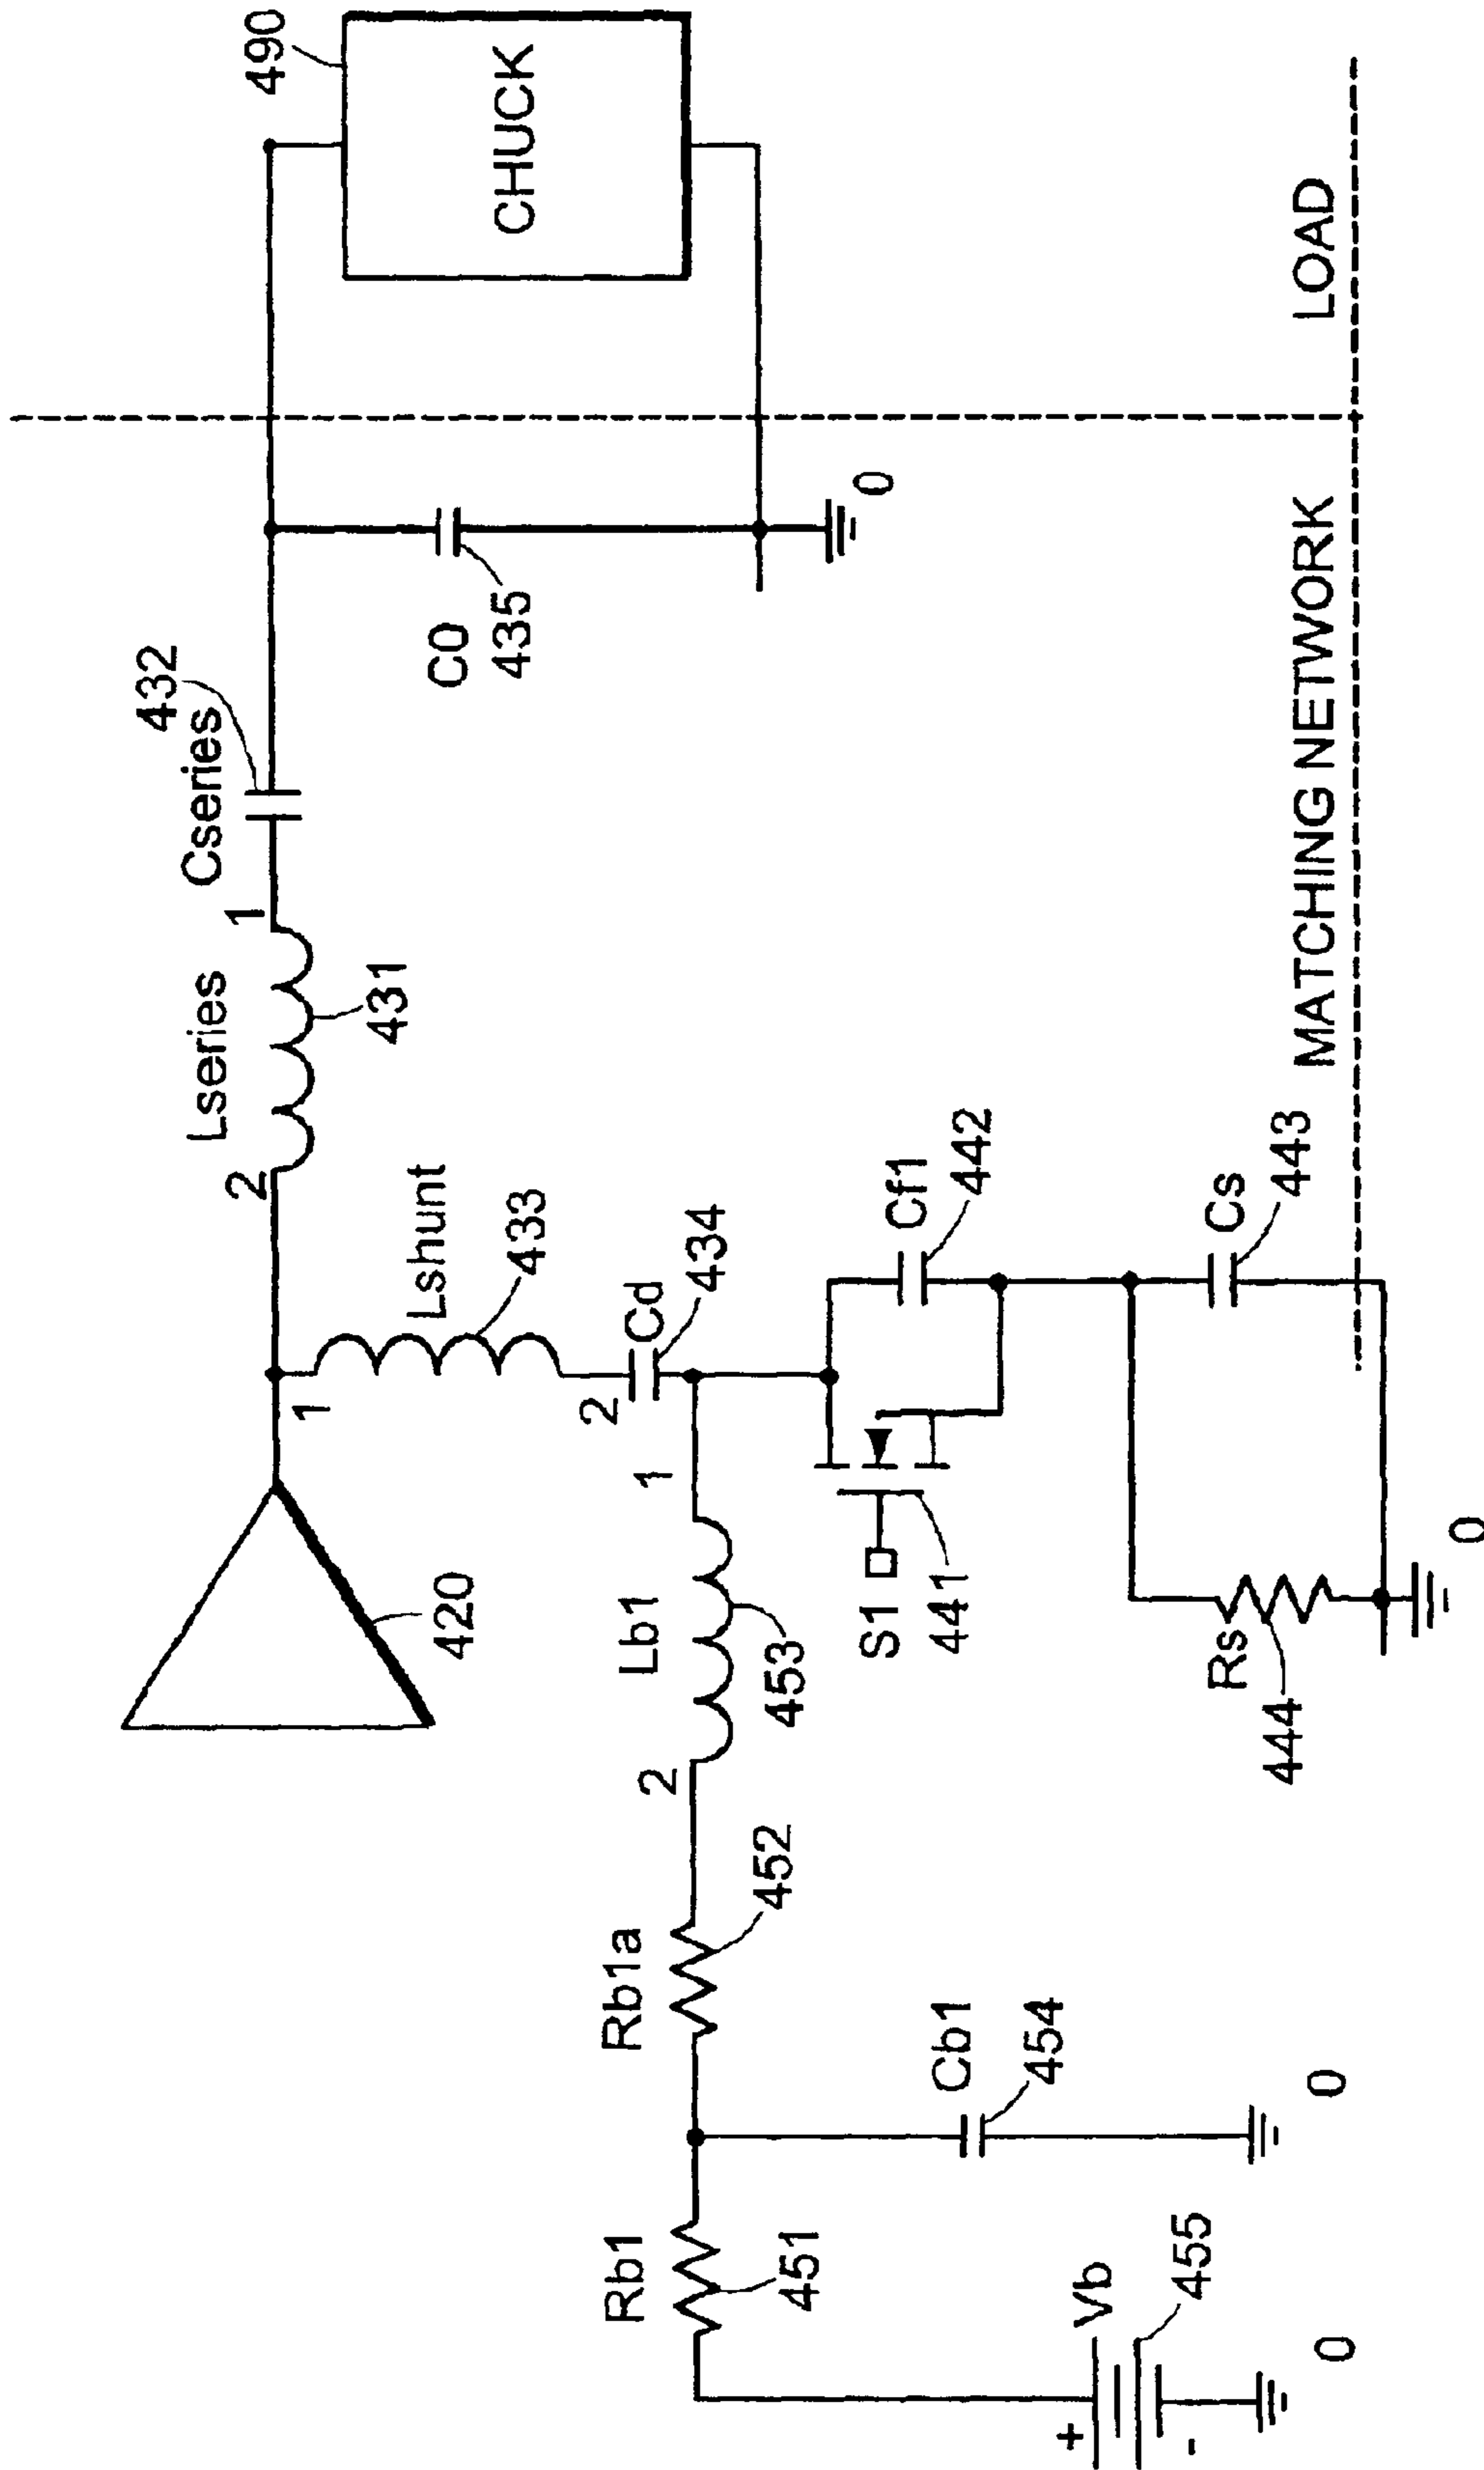 490
CHUCK
432
Cseries
1
Lseries
431
2
C0
435
0
LOAD
MATCHING NETWORK
Lshunt
433
1
Cd
434
2
Cf1
442
Cs
443
420
1
Lb1
453
2
S1
441
Rs
444
0
Rb1a
452
Cb1
454
0
Rb1
451
Vb
455
+
-
0